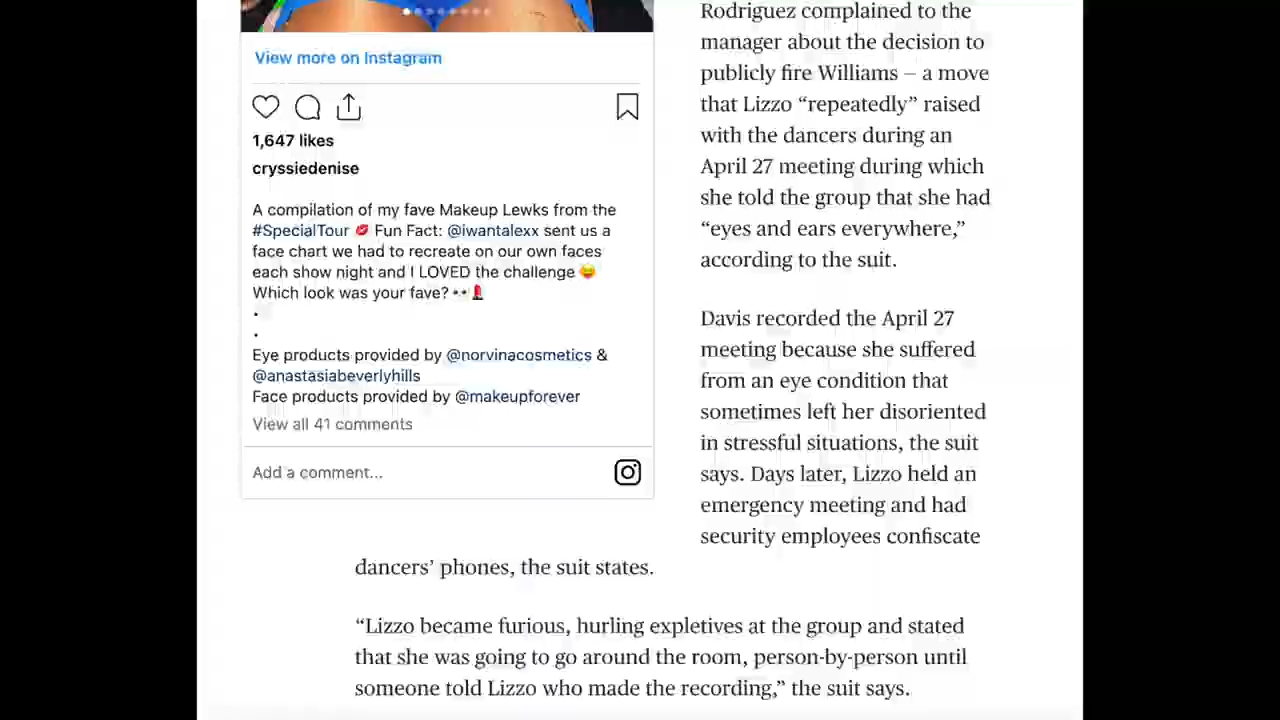 View more on Instagram
1,647 likes
cryssiedenise
A compilation of my fave Makeup Lewks from the
#SpecialTour 💋 Fun Fact: @iwantalexx sent us a
face chart we had to recreate on our own faces
each show night and I LOVED the challenge 😝
Which look was your fave? 👀💄
.
.
Eye products provided by @norvinacosmetics &
@anastasiabeverlyhills
Face products provided by @makeupforever
View all 41 comments
Add a comment...
Rodriguez complained to the
manager about the decision to
publicly fire Williams — a move
that Lizzo “repeatedly” raised
with the dancers during an
April 27 meeting during which
she told the group that she had
“eyes and ears everywhere,”
according to the suit.
Davis recorded the April 27
meeting because she suffered
from an eye condition that
sometimes left her disoriented
in stressful situations, the suit
says. Days later, Lizzo held an
emergency meeting and had
security employees confiscate
dancers’ phones, the suit states.
“Lizzo became furious, hurling expletives at the group and stated
that she was going to go around the room, person-by-person until
someone told Lizzo who made the recording,” the suit says.